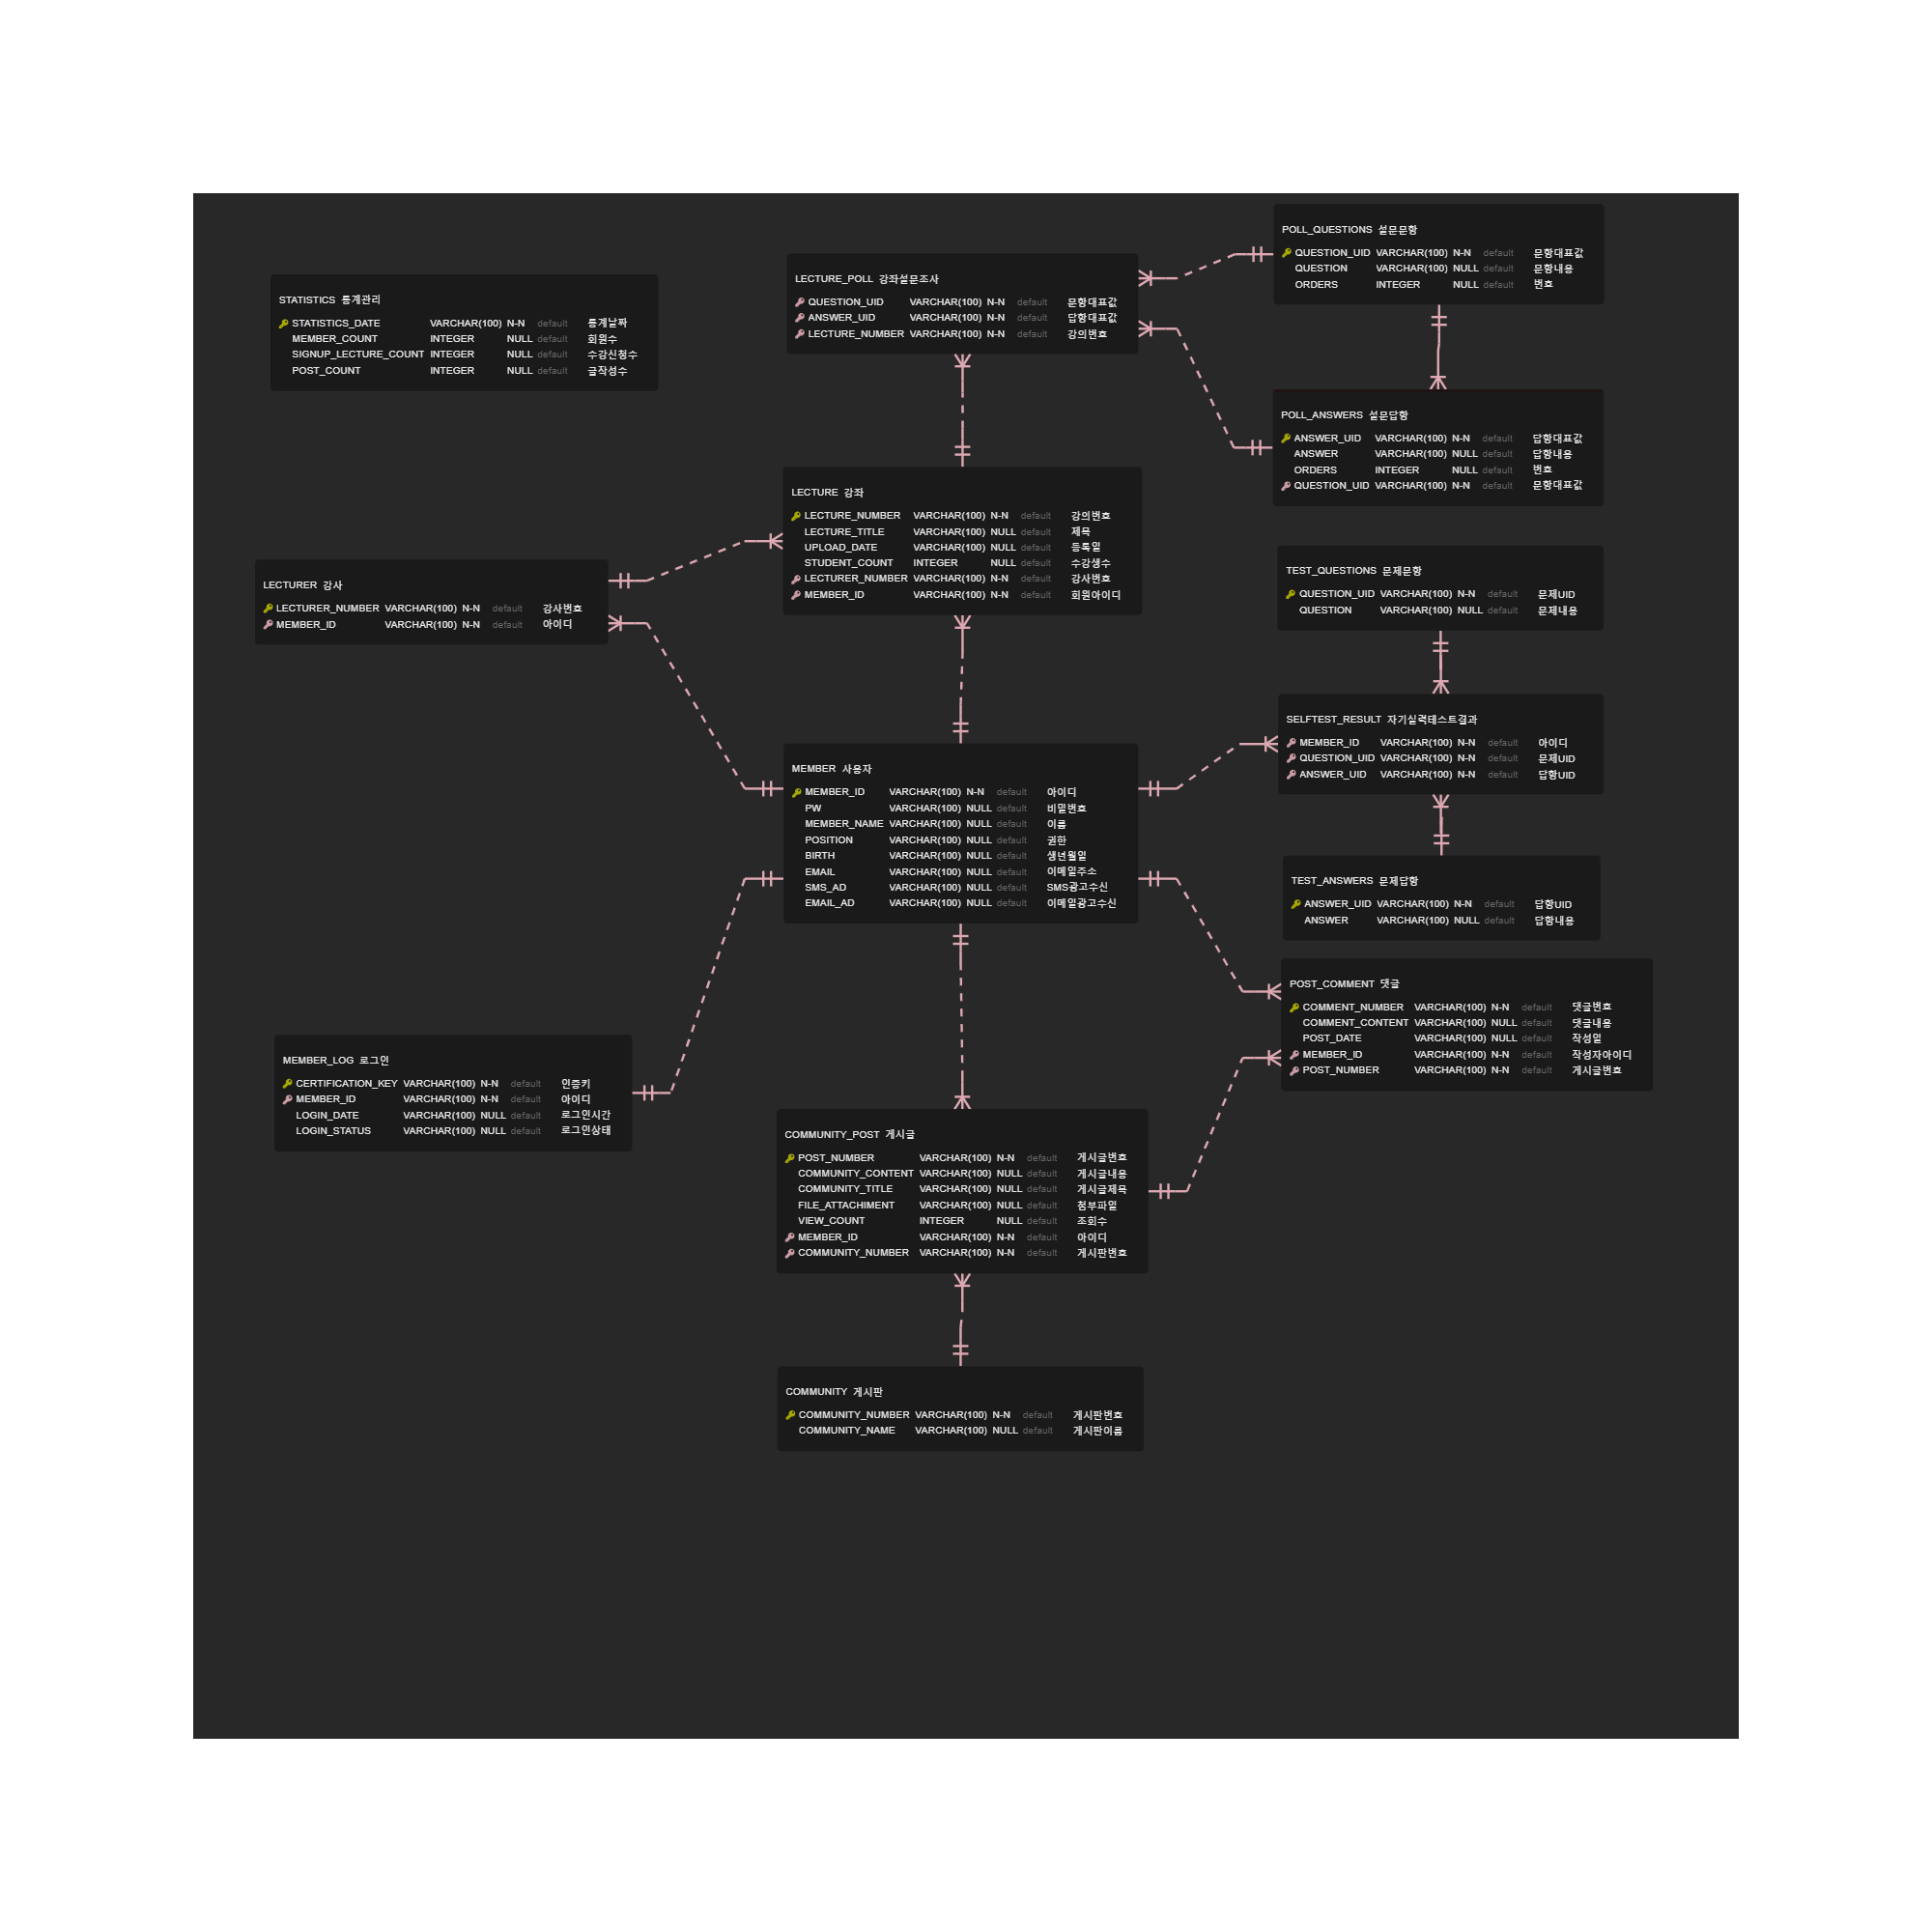 STATISTICS 통계관리
STATISTICS_DATE VARCHAR(100) N-N default 통계날짜
MEMBER_COUNT INTEGER NULL default 회원수
SIGNUP_LECTURE_COUNT INTEGER NULL default 수강신청수
POST_COUNT INTEGER NULL default 글작성수
LECTURE_POLL 강좌설문조사
QUESTION_UID VARCHAR(100) N-N default 문항대표값
ANSWER_UID VARCHAR(100) N-N default 답항대표값
LECTURE_NUMBER VARCHAR(100) N-N default 강의번호
POLL_QUESTIONS 설문문항
QUESTION_UID VARCHAR(100) N-N default 문항대표값
QUESTION VARCHAR(100) NULL default 문항내용
ORDERS INTEGER NULL default 번호
POLL_ANSWERS 설문답항
ANSWER_UID VARCHAR(100) N-N default 답항대표값
ANSWER VARCHAR(100) NULL default 답항내용
ORDERS INTEGER NULL default 번호
QUESTION_UID VARCHAR(100) N-N default 문항대표값
LECTURE 강좌
LECTURE_NUMBER VARCHAR(100) N-N default 강의번호
LECTURE_TITLE VARCHAR(100) NULL default 제목
UPLOAD_DATE VARCHAR(100) NULL default 등록일
STUDENT_COUNT INTEGER NULL default 수강생수
LECTURER_NUMBER VARCHAR(100) N-N default 강사번호
MEMBER_ID VARCHAR(100) N-N default 회원아이디
LECTURER 강사
LECTURER_NUMBER VARCHAR(100) N-N default 강사번호
MEMBER_ID VARCHAR(100) N-N default 아이디
TEST_QUESTIONS 문제문항
QUESTION_UID VARCHAR(100) N-N default 문제UID
QUESTION VARCHAR(100) NULL default 문제내용
SELFTEST_RESULT 자기실력테스트결과
MEMBER_ID VARCHAR(100) N-N default 아이디
QUESTION_UID VARCHAR(100) N-N default 문제UID
ANSWER_UID VARCHAR(100) N-N default 답항UID
MEMBER 사용자
MEMBER_ID VARCHAR(100) N-N default 아이디
PW VARCHAR(100) NULL default 비밀번호
MEMBER_NAME VARCHAR(100) NULL default 이름
POSITION VARCHAR(100) NULL default 권한
BIRTH VARCHAR(100) NULL default 생년월일
EMAIL VARCHAR(100) NULL default 이메일주소
SMS_AD VARCHAR(100) NULL default SMS광고수신
EMAIL_AD VARCHAR(100) NULL default 이메일광고수신
TEST_ANSWERS 문제답항
ANSWER_UID VARCHAR(100) N-N default 답항UID
ANSWER VARCHAR(100) NULL default 답항내용
POST_COMMENT 댓글
COMMENT_NUMBER VARCHAR(100) N-N default 댓글번호
COMMENT_CONTENT VARCHAR(100) NULL default 댓글내용
POST_DATE VARCHAR(100) NULL default 작성일
MEMBER_ID VARCHAR(100) N-N default 작성자아이디
POST_NUMBER VARCHAR(100) N-N default 게시글번호
MEMBER_LOG 로그인
CERTIFICATION_KEY VARCHAR(100) N-N default 인증키
MEMBER_ID VARCHAR(100) N-N default 아이디
LOGIN_DATE VARCHAR(100) NULL default 로그인시간
LOGIN_STATUS VARCHAR(100) NULL default 로그인상태
COMMUNITY_POST 게시글
POST_NUMBER VARCHAR(100) N-N default 게시글번호
COMMUNITY_CONTENT VARCHAR(100) NULL default 게시글내용
COMMUNITY_TITLE VARCHAR(100) NULL default 게시글제목
FILE_ATTACHIMENT VARCHAR(100) NULL default 첨부파일
VIEW_COUNT INTEGER NULL default 조회수
MEMBER_ID VARCHAR(100) N-N default 아이디
COMMUNITY_NUMBER VARCHAR(100) N-N default 게시판번호
COMMUNITY 게시판
COMMUNITY_NUMBER VARCHAR(100) N-N default 게시판번호
COMMUNITY_NAME VARCHAR(100) NULL default 게시판이름